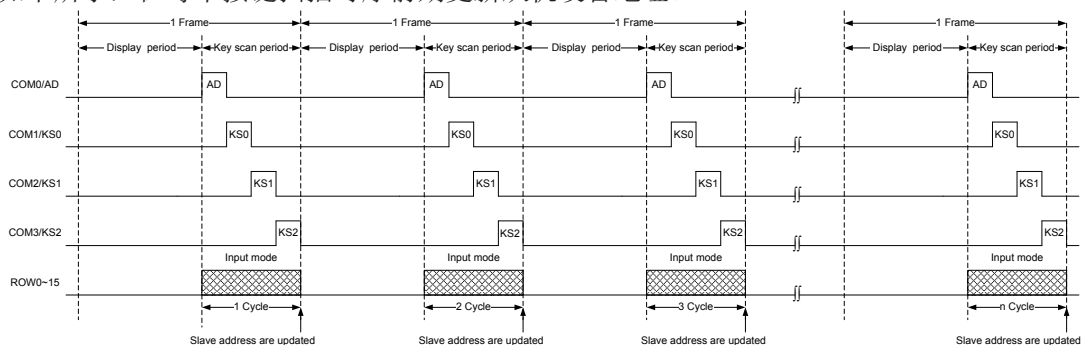 1 Frame 1 Frame 1 Frame 1 Frame
Display period Key scan period Display period Key scan period Display period Key scan period Display period Key scan period
COM0/AD AD AD AD AD
COM1/KS0 KS0 KS0 KS0 KS0
COM2/KS1 KS1 KS1 KS1 KS1
COM3/KS2 KS2 KS2 KS2 KS2
Input mode Input mode Input mode Input mode
ROW0~15
1 Cycle 2 Cycle 3 Cycle n Cycle
Slave address are updated Slave address are updated Slave address are updated Slave address are updated